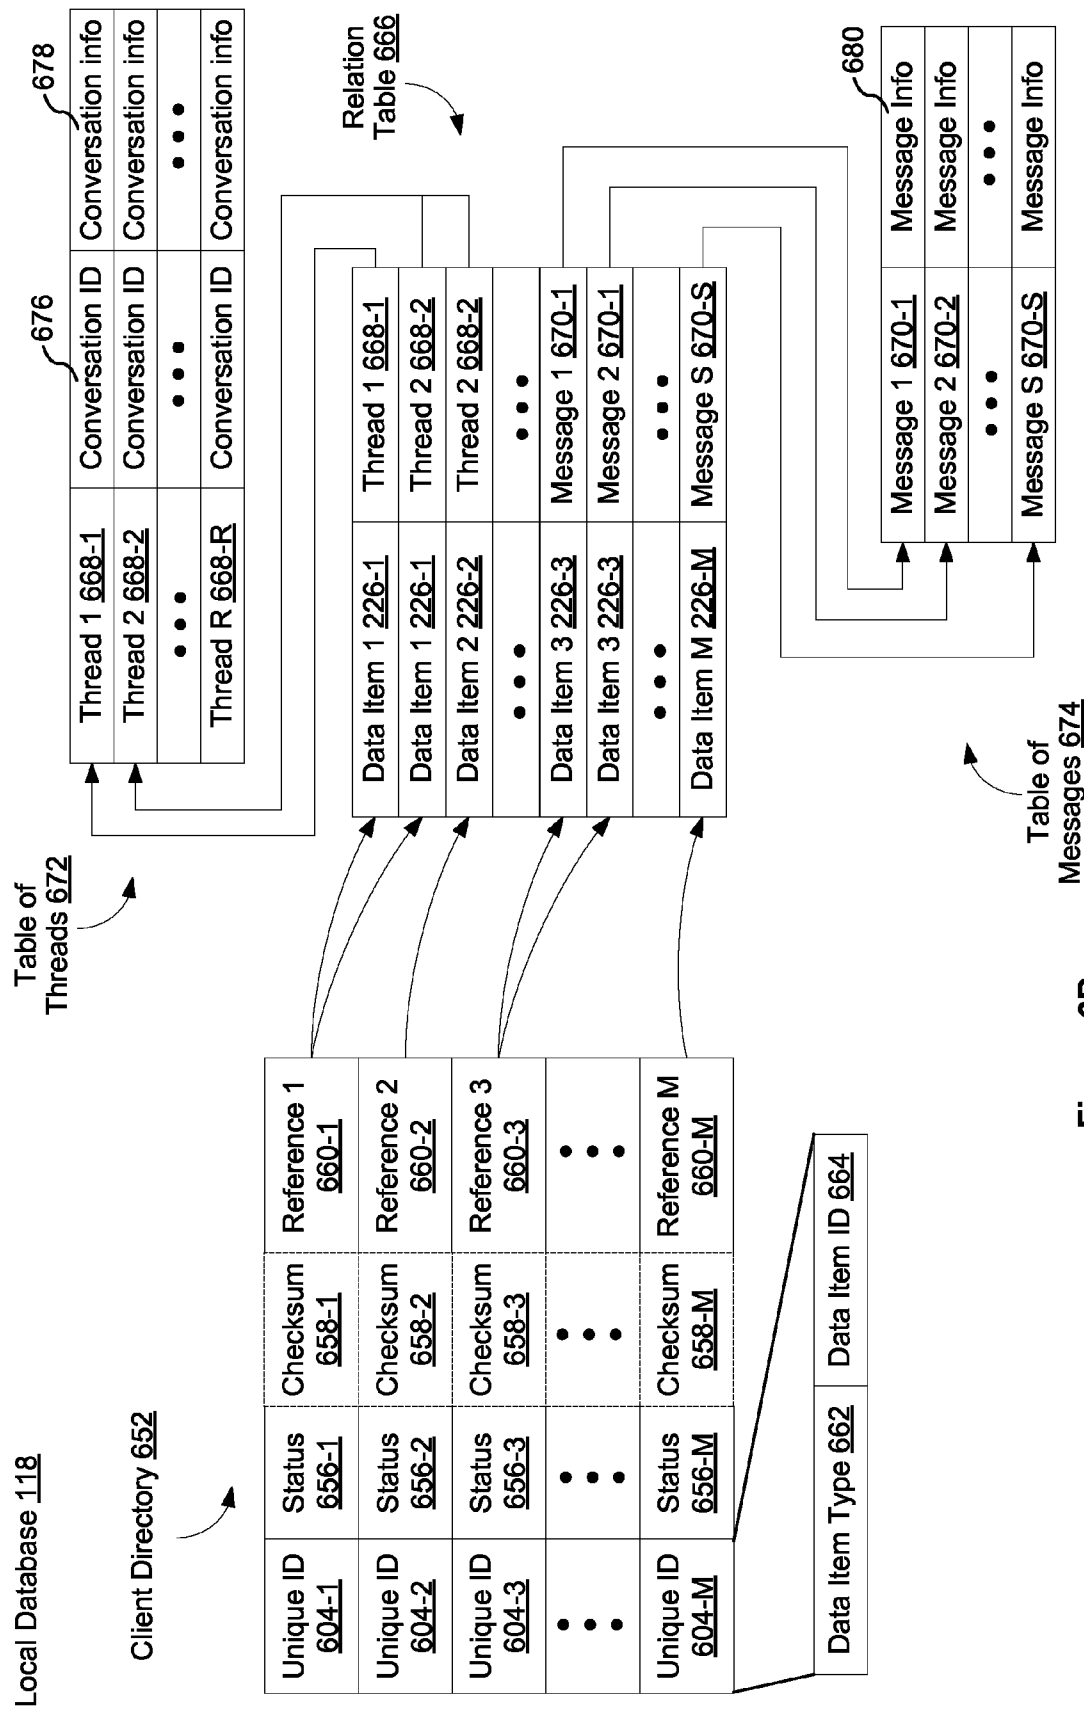 Local Database 118
Client Directory 652
Unique ID 604-1
Status 656-1
Checksum 658-1
Reference 1 660-1
Unique ID 604-2
Status 656-2
Checksum 658-2
Reference 2 660-2
Unique ID 604-3
Status 656-3
Checksum 658-3
Reference 3 660-3
Unique ID 604-M
Status 656-M
Checksum 658-M
Reference M 660-M
Data Item Type 662
Data Item ID 664
Table of
Threads 672
676
678
Thread 1 668-1
Conversation ID
Conversation info
Thread 2 668-2
Conversation ID
Conversation info
Thread R 668-R
Conversation ID
Conversation info
Relation
Table 666
Data Item 1 226-1
Thread 1 668-1
Data Item 1 226-1
Thread 2 668-2
Data Item 2 226-2
Thread 2 668-2
Data Item 3 226-3
Message 1 670-1
Data Item 3 226-3
Message 2 670-1
Data Item M 226-M
Message S 670-S
680
Message 1 670-1
Message Info
Message 2 670-2
Message Info
Message S 670-S
Message Info
Table of
Messages 674